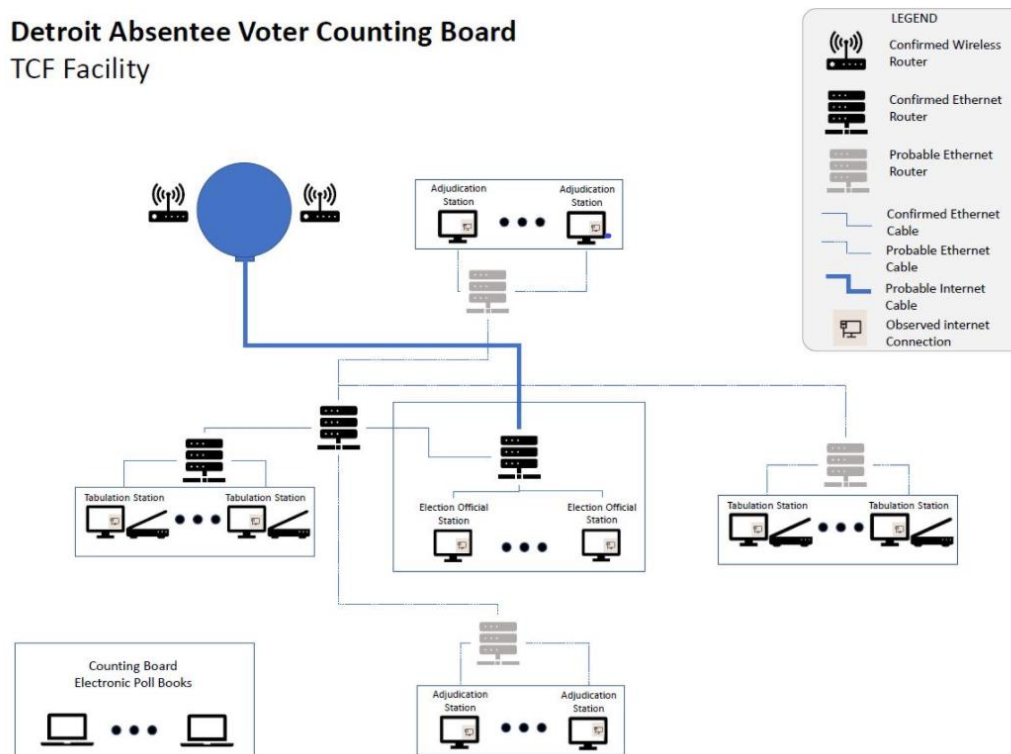 Detroit Absentee Voter Counting Board
TCF Facility
LEGEND
Confirmed Wireless
Router
Confirmed Ethernet
Router
Probable Ethernet
Router
Confirmed Ethernet
Cable
Probable Ethernet
Cable
Probable Internet
Cable
Observed internet
Connection
Adjudication
Station
Adjudication
Station
Tabulation Station
Tabulation Station
Election Official
Station
Election Official
Station
Tabulation Station
Tabulation Station
Counting Board
Electronic Poll Books
Adjudication
Station
Adjudication
Station